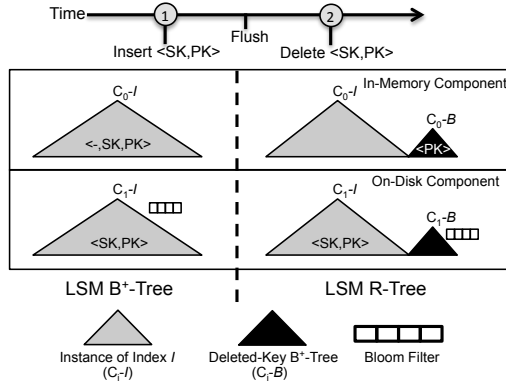 Time
1
2
Insert <SK,PK>
Flush
Delete <SK,PK>
In-Memory Component
C₀-I
C₀-I
C₀-B
<-,SK,PK>
<PK>
On-Disk Component
C₁-I
C₁-I
C₁-B
<SK,PK>
<SK,PK>
LSM B⁺-Tree
LSM R-Tree
Instance of Index I
(Cᵢ-I)
Deleted-Key B⁺-Tree
(Cᵢ-B)
Bloom Filter